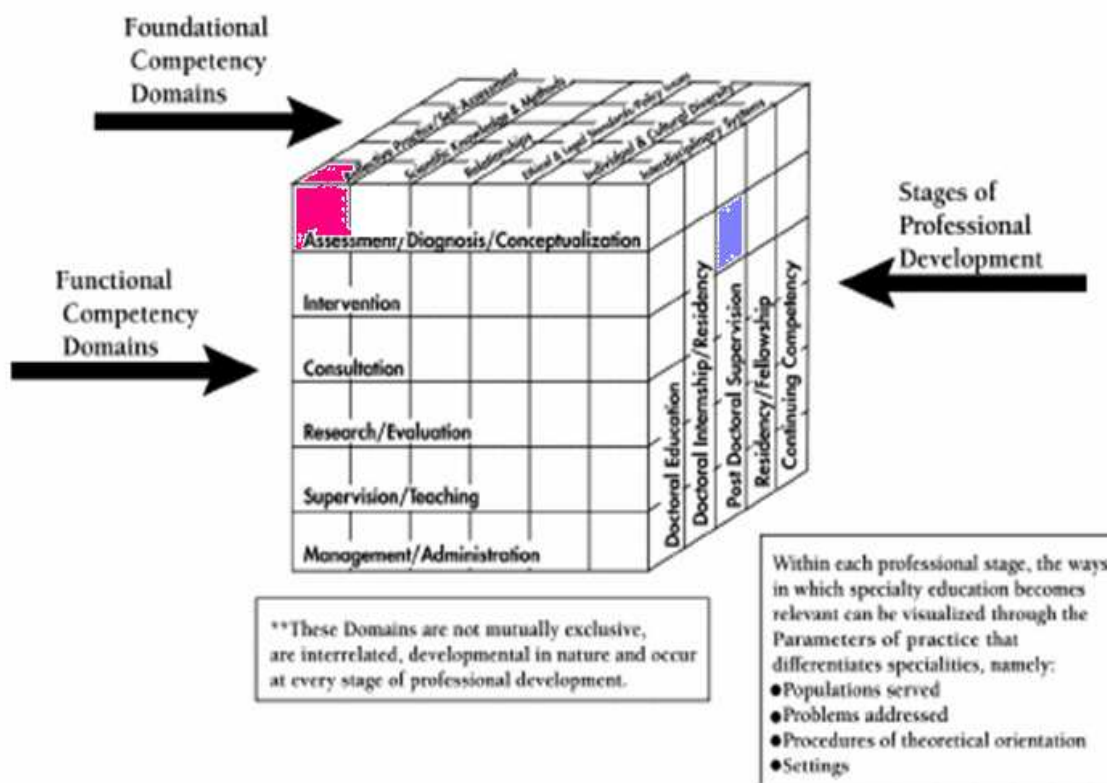 Foundational
Competency
Domains
Reflective Practice/Self-Assessment
Scientific Knowledge & Methods
Relationships
Ethical & Legal Standards/Policy Issues
Individual & Cultural Diversity
Interdisciplinary Systems
Stages of
Professional
Development
Functional
Competency
Domains
Assessment/Diagnosis/Conceptualization
Intervention
Consultation
Research/Evaluation
Supervision/Teaching
Management/Administration
Doctoral Education
Doctoral Internship/Residency
Post Doctoral Supervision
Residency/Fellowship
Continuing Competency
**These Domains are not mutually exclusive,
are interrelated, developmental in nature and occur
at every stage of professional development.
Within each professional stage, the ways
in which specialty education becomes
relevant can be visualized through the
Parameters of practice that
differentiates specialities, namely:
●Populations served
●Problems addressed
●Procedures of theoretical orientation
●Settings